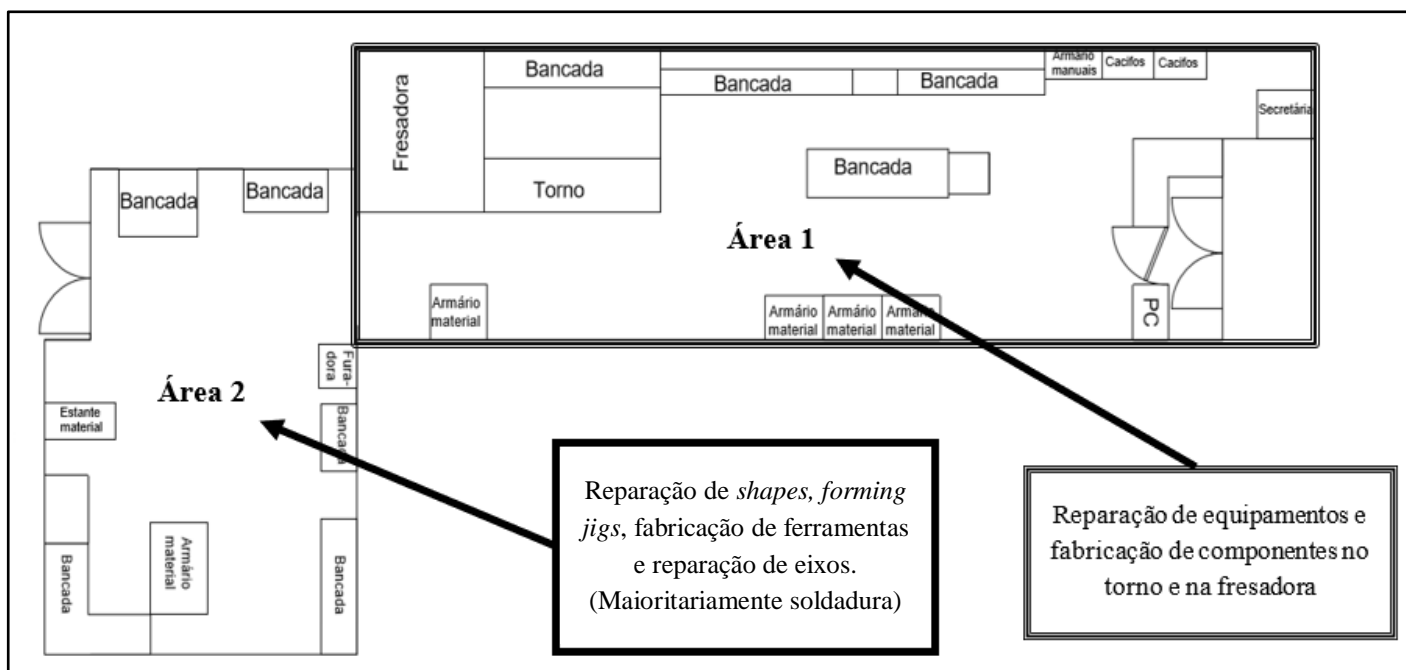 Fresadora
Bancada
Torno
Bancada
Bancada
Armário
manuais
Cacifos
Cacifos
Secretária
Bancada
Área 1
Armário
material
Armário
material
Armário
material
Armário
material
PC
Bancada
Bancada
Área 2
Fura-
dora
Bancada
Estante
material
Bancada
Armário
material
Bancada
Reparação de shapes, forming
jigs, fabricação de ferramentas
e reparação de eixos.
(Maioritariamente soldadura)
Reparação de equipamentos e
fabricação de componentes no
torno e na fresadora